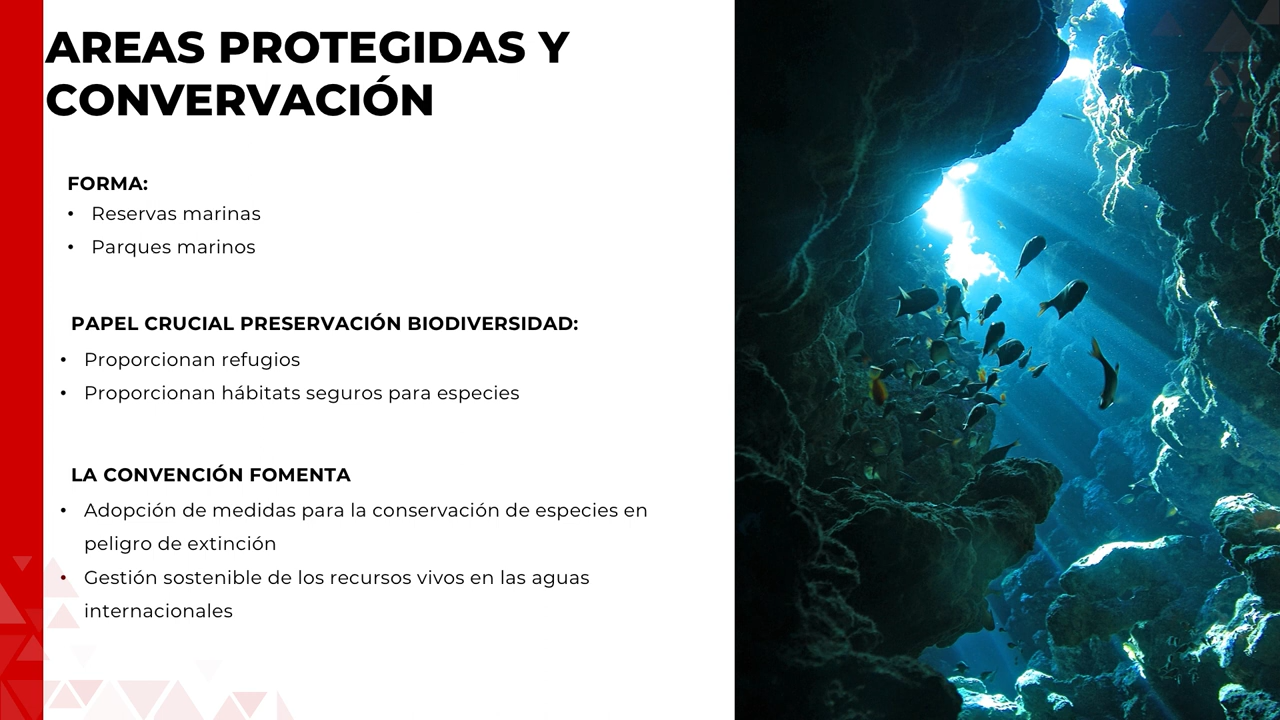 AREAS PROTEGIDAS Y
CONVERVACIÓN
FORMA:
• Reservas marinas
• Parques marinos
PAPEL CRUCIAL PRESERVACIÓN BIODIVERSIDAD:
• Proporcionan refugios
• Proporcionan hábitats seguros para especies
LA CONVENCIÓN FOMENTA
• Adopción de medidas para la conservación de especies en
peligro de extinción
• Gestión sostenible de los recursos vivos en las aguas
internacionales